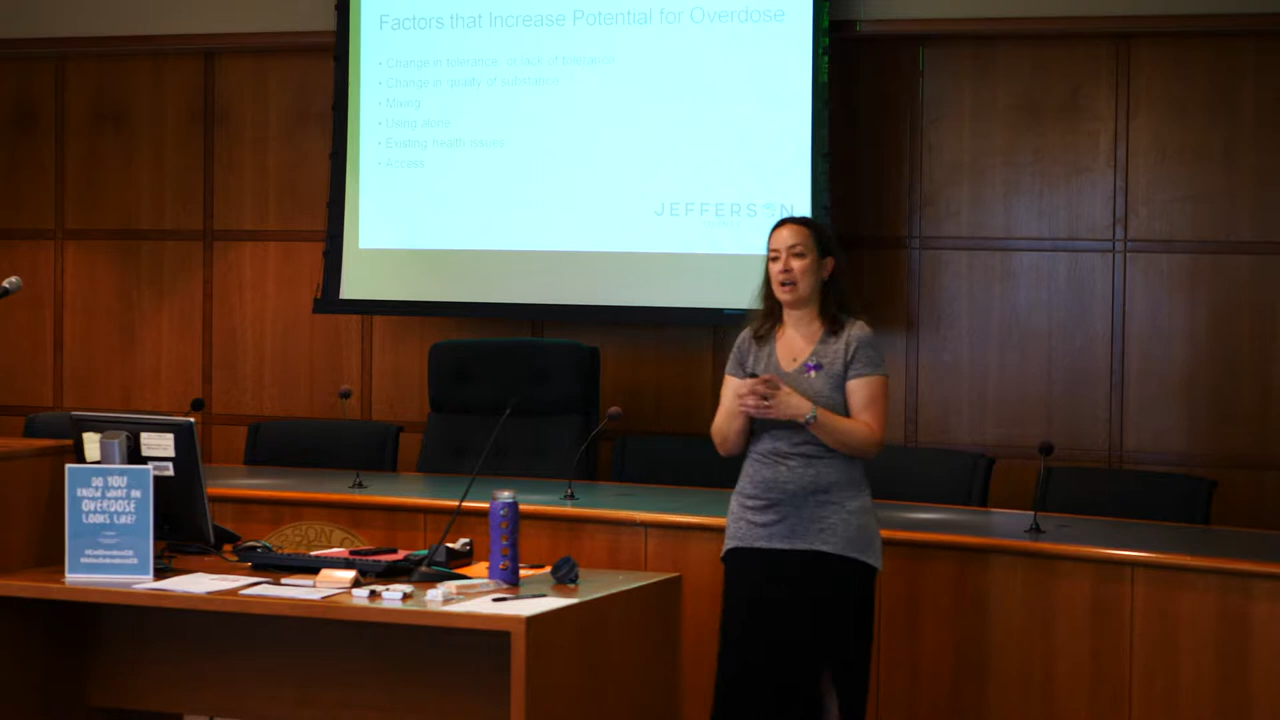 Factors that Increase Potential for Overdose
• Change in tolerance, or lack of tolerance
• Change in quality of substance
• Mixing
• Using alone
• Existing health issues
• Access
JEFFERSON
DO YOU
KNOW WHAT AN
OVERDOSE
LOOKS LIKE?